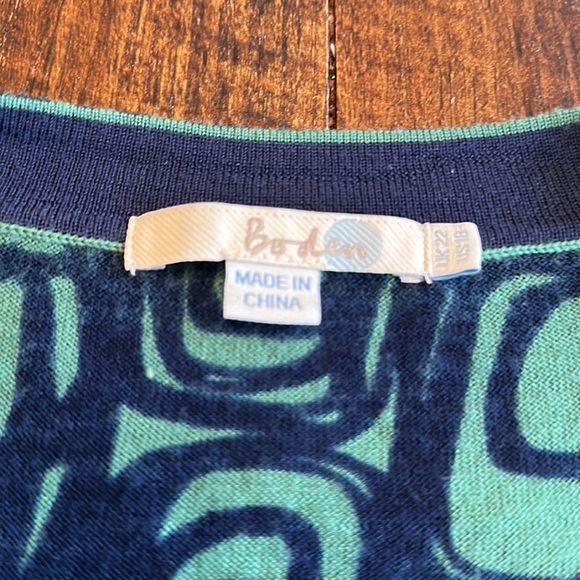 Boden
UK 22
US 18
MADE IN
CHINA